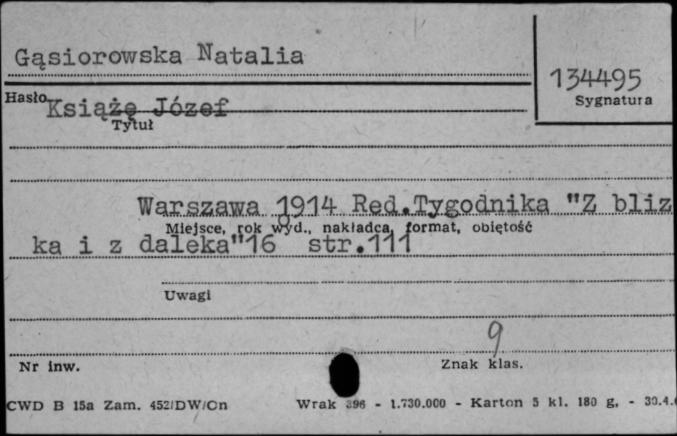 Gąsiorowska Natalia
134495
Sygnatura
Hasło
Książę Józef
Tytuł
Warszawa 1914 Red.Tygodnika "Z bliz
Miejsce, rok wyd., nakładca, format, objętość
ka i z daleka"16° str.111
Uwagi
9
Nr inw.
Znak klas.
CWD B 15a Zam. 452/DW/Cn
Wrak 396 - 1.730.000 - Karton 5 kl. 180 g. - 30.4.